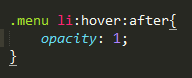 .menu li:hover:after{
    opacity: 1;
}